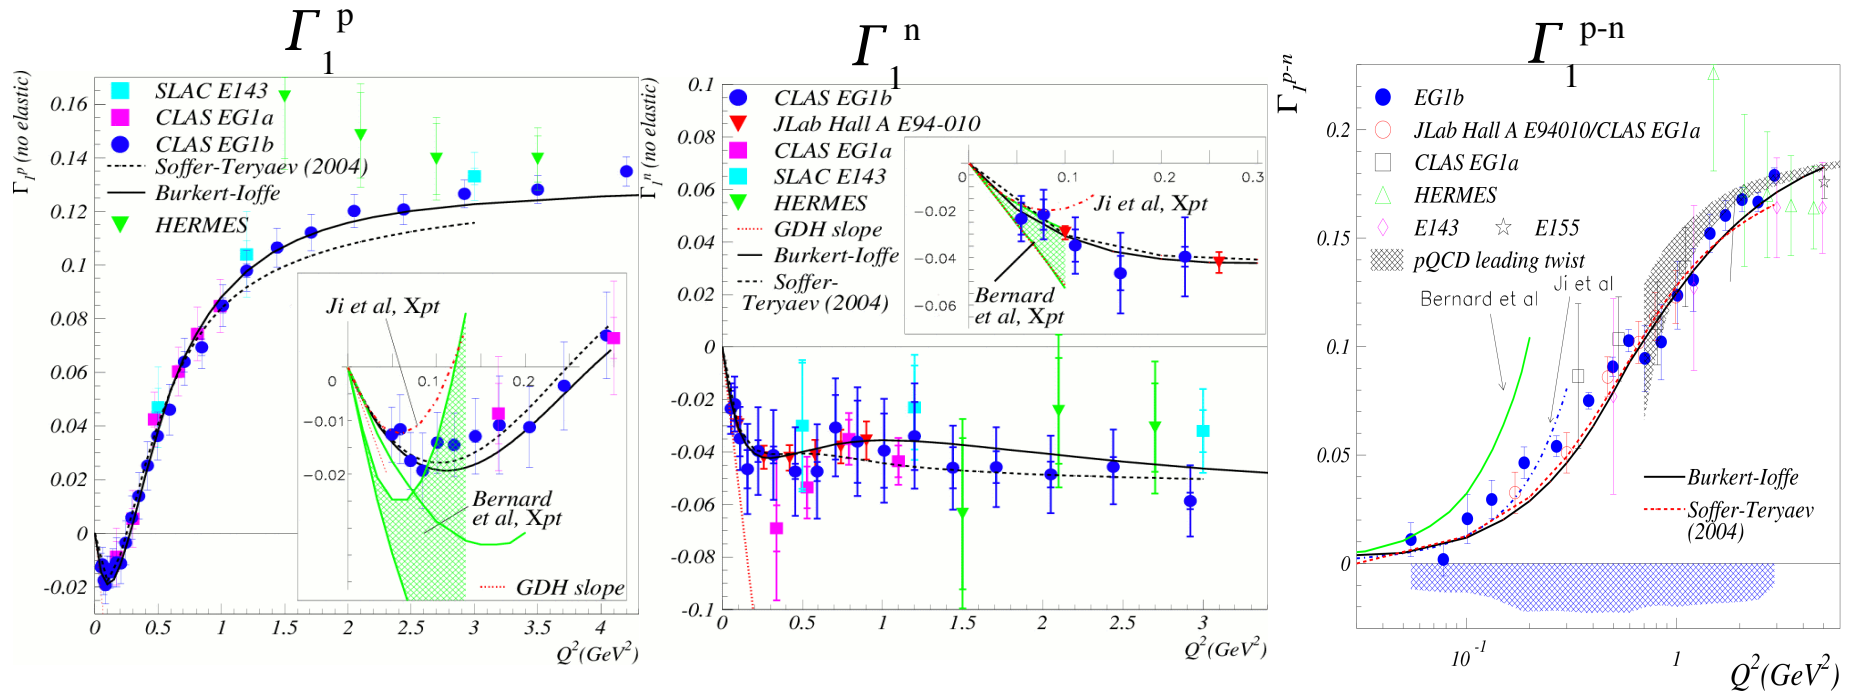 Γ₁ᵖ
Γ₁ⁿ
Γ₁ᵖ⁻ⁿ
Γ₁ᵖ (no elastic)
0.16
0.14
0.12
0.1
0.08
0.06
0.04
0.02
0
-0.02
SLAC E143
CLAS EG1a
CLAS EG1b
Soffer-Teryaev (2004)
Burkert-Ioffe
HERMES
Ji et al, Xpt
0
0.1
0.2
−0.01
−0.02
Bernard
et al, Xpt
GDH slope
0
0.5
1
1.5
2
2.5
3
3.5
4
Q²(GeV²)
Γ₁ⁿ (no elastic)
0.1
0.08
0.06
0.04
0.02
0
-0.02
-0.04
-0.06
-0.08
-0.1
CLAS EG1b
JLab Hall A E94-010
CLAS EG1a
SLAC E143
HERMES
GDH slope
Burkert-Ioffe
Soffer-
Teryaev (2004)
0
0.1
0.2
0.3
−0.02
−0.04
−0.06
Ji et al, Xpt
Bernard
et al, Xpt
0
0.5
1
1.5
2
2.5
3
Q²(GeV²)
Γ₁ᵖ⁻ⁿ
0.2
0.15
0.1
0.05
0
EG1b
JLab Hall A E94010/CLAS EG1a
CLAS EG1a
HERMES
E143 E155
pQCD leading twist
Ji et al
Bernard et al
Burkert-Ioffe
Soffer-Teryaev
(2004)
10⁻¹
1
Q²(GeV²)